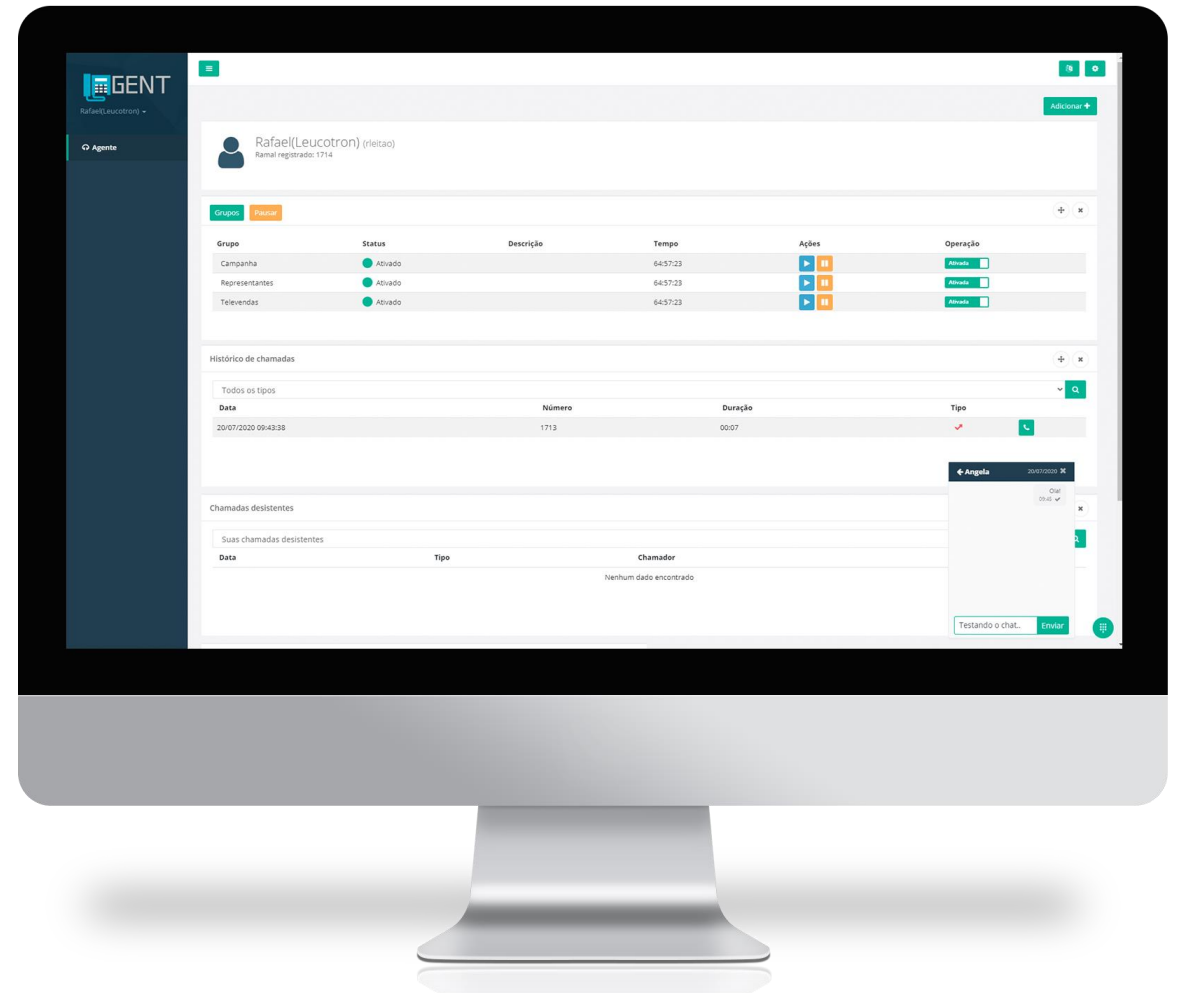 GENT
Rafael(Leucotron)
Agente
Adicionar +
Rafael(Leucotron) (rleitao)
Ramal registrado: 1714
Grupos Pausar
Grupo Status Descrição Tempo Ações Operação
Campanha Ativado 64:57:23 Ativada
Representantes Ativado 64:57:23 Ativada
Televendas Ativado 64:57:23 Ativada
Histórico de chamadas
Todos os tipos
Data Número Duração Tipo
20/07/2020 09:43:38 1713 00:07
Chamadas desistentes
Suas chamadas desistentes
Data Tipo Chamador
Nenhum dado encontrado
Angela 20/07/2020
Ola!
09:45
Testando o chat.. Enviar